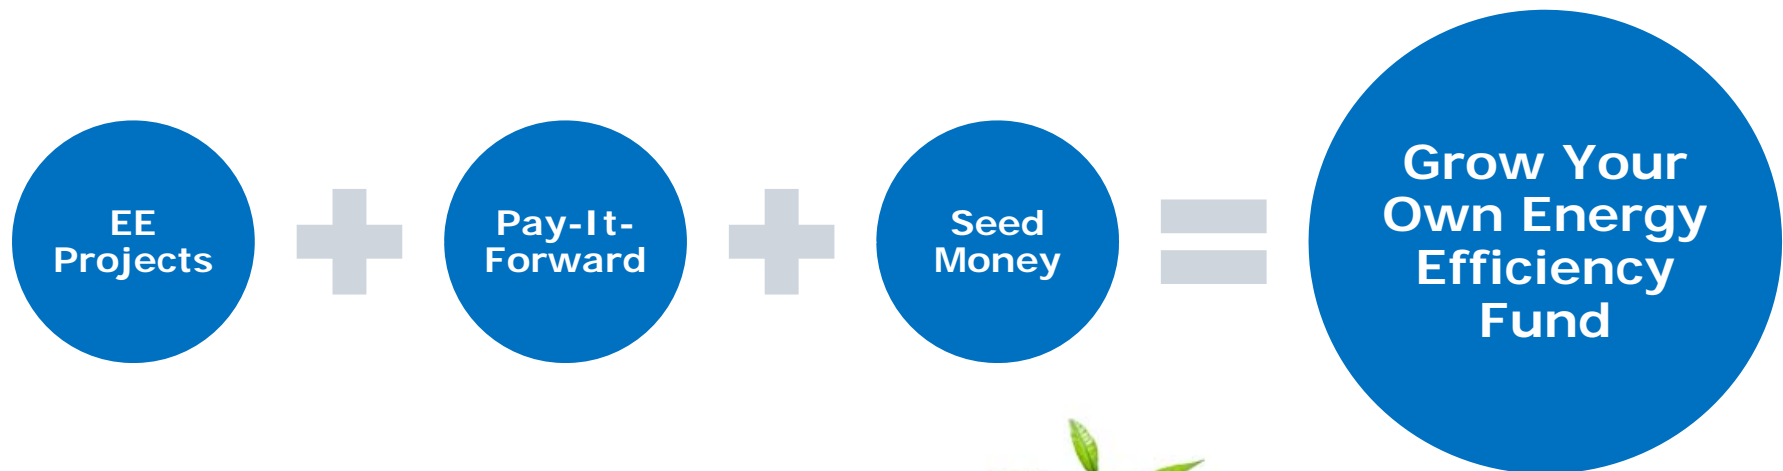 EE
Projects
Pay-It-
Forward
Seed
Money
Grow Your
Own Energy
Efficiency
Fund